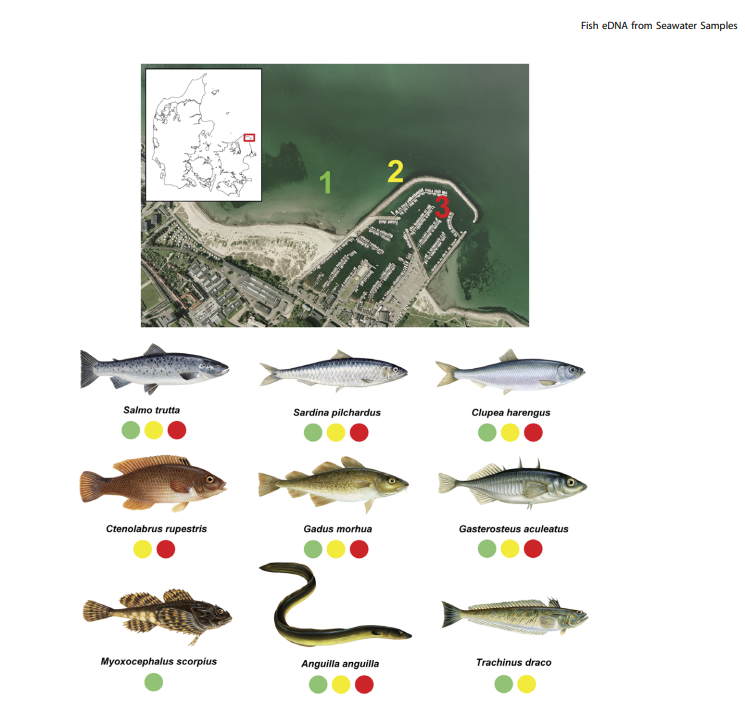 Fish eDNA from Seawater Samples
1
2
3
Salmo trutta
Sardina pilchardus
Clupea harengus
Ctenolabrus rupestris
Gadus morhua
Gasterosteus aculeatus
Myoxocephalus scorpius
Anguilla anguilla
Trachinus draco